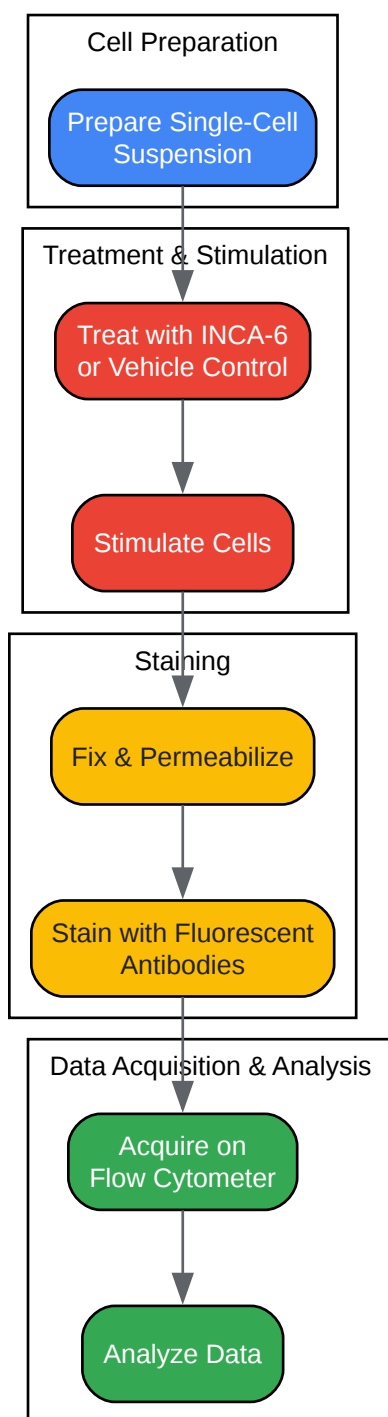 Cell Preparation
Prepare Single-Cell
Suspension
Treatment & Stimulation
Treat with INCA-6
or Vehicle Control
Stimulate Cells
Staining
Fix & Permeabilize
Stain with Fluorescent
Antibodies
Data Acquisition & Analysis
Acquire on
Flow Cytometer
Analyze Data